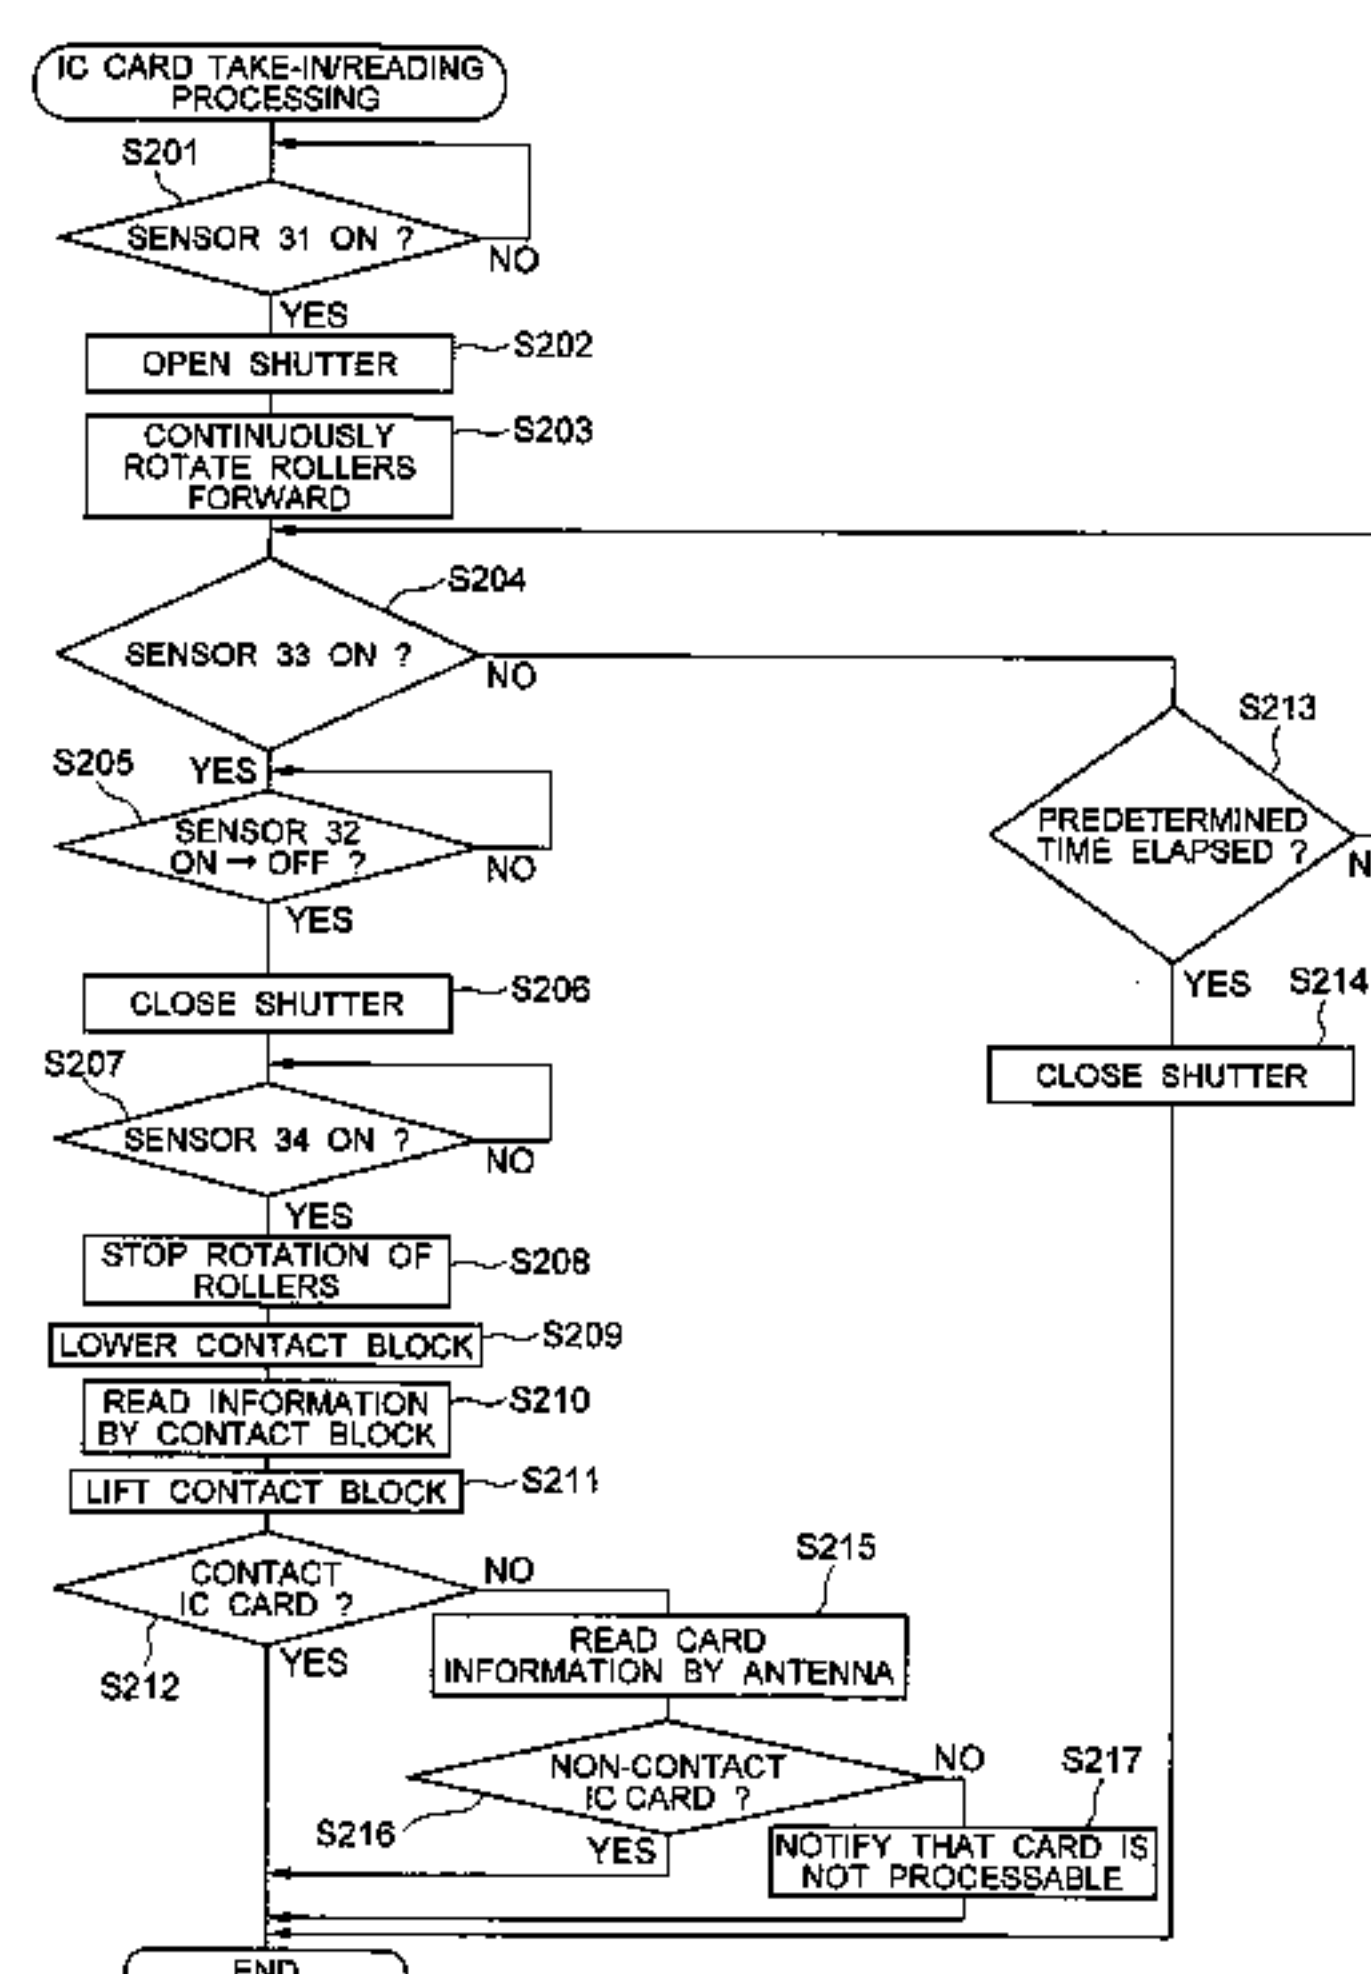 IC CARD TAKE-IN/READING
PROCESSING
S201
SENSOR 31 ON ?
NO
YES
OPEN SHUTTER
S202
CONTINUOUSLY
ROTATE ROLLERS
FORWARD
S203
S204
SENSOR 33 ON ?
NO
YES
S205
SENSOR 32
ON → OFF ?
NO
YES
S213
PREDETERMINED
TIME ELAPSED ?
N
YES
CLOSE SHUTTER
S206
S214
CLOSE SHUTTER
S207
SENSOR 34 ON ?
NO
YES
STOP ROTATION OF
ROLLERS
S208
LOWER CONTACT BLOCK
S209
READ INFORMATION
BY CONTACT BLOCK
S210
LIFT CONTACT BLOCK
S211
CONTACT
IC CARD ?
NO
S212
YES
S215
READ CARD
INFORMATION BY ANTENNA
NON-CONTACT
IC CARD ?
NO
S216
YES
S217
NOTIFY THAT CARD IS
NOT PROCESSABLE
END